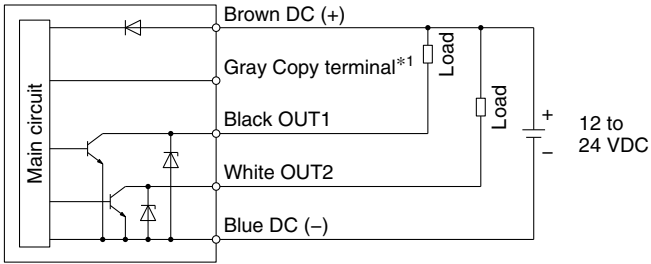 Brown DC (+)
Load
Gray Copy terminal*1
Load
Main circuit
Black OUT1
+
12 to
24 VDC
−
White OUT2
Blue DC (−)